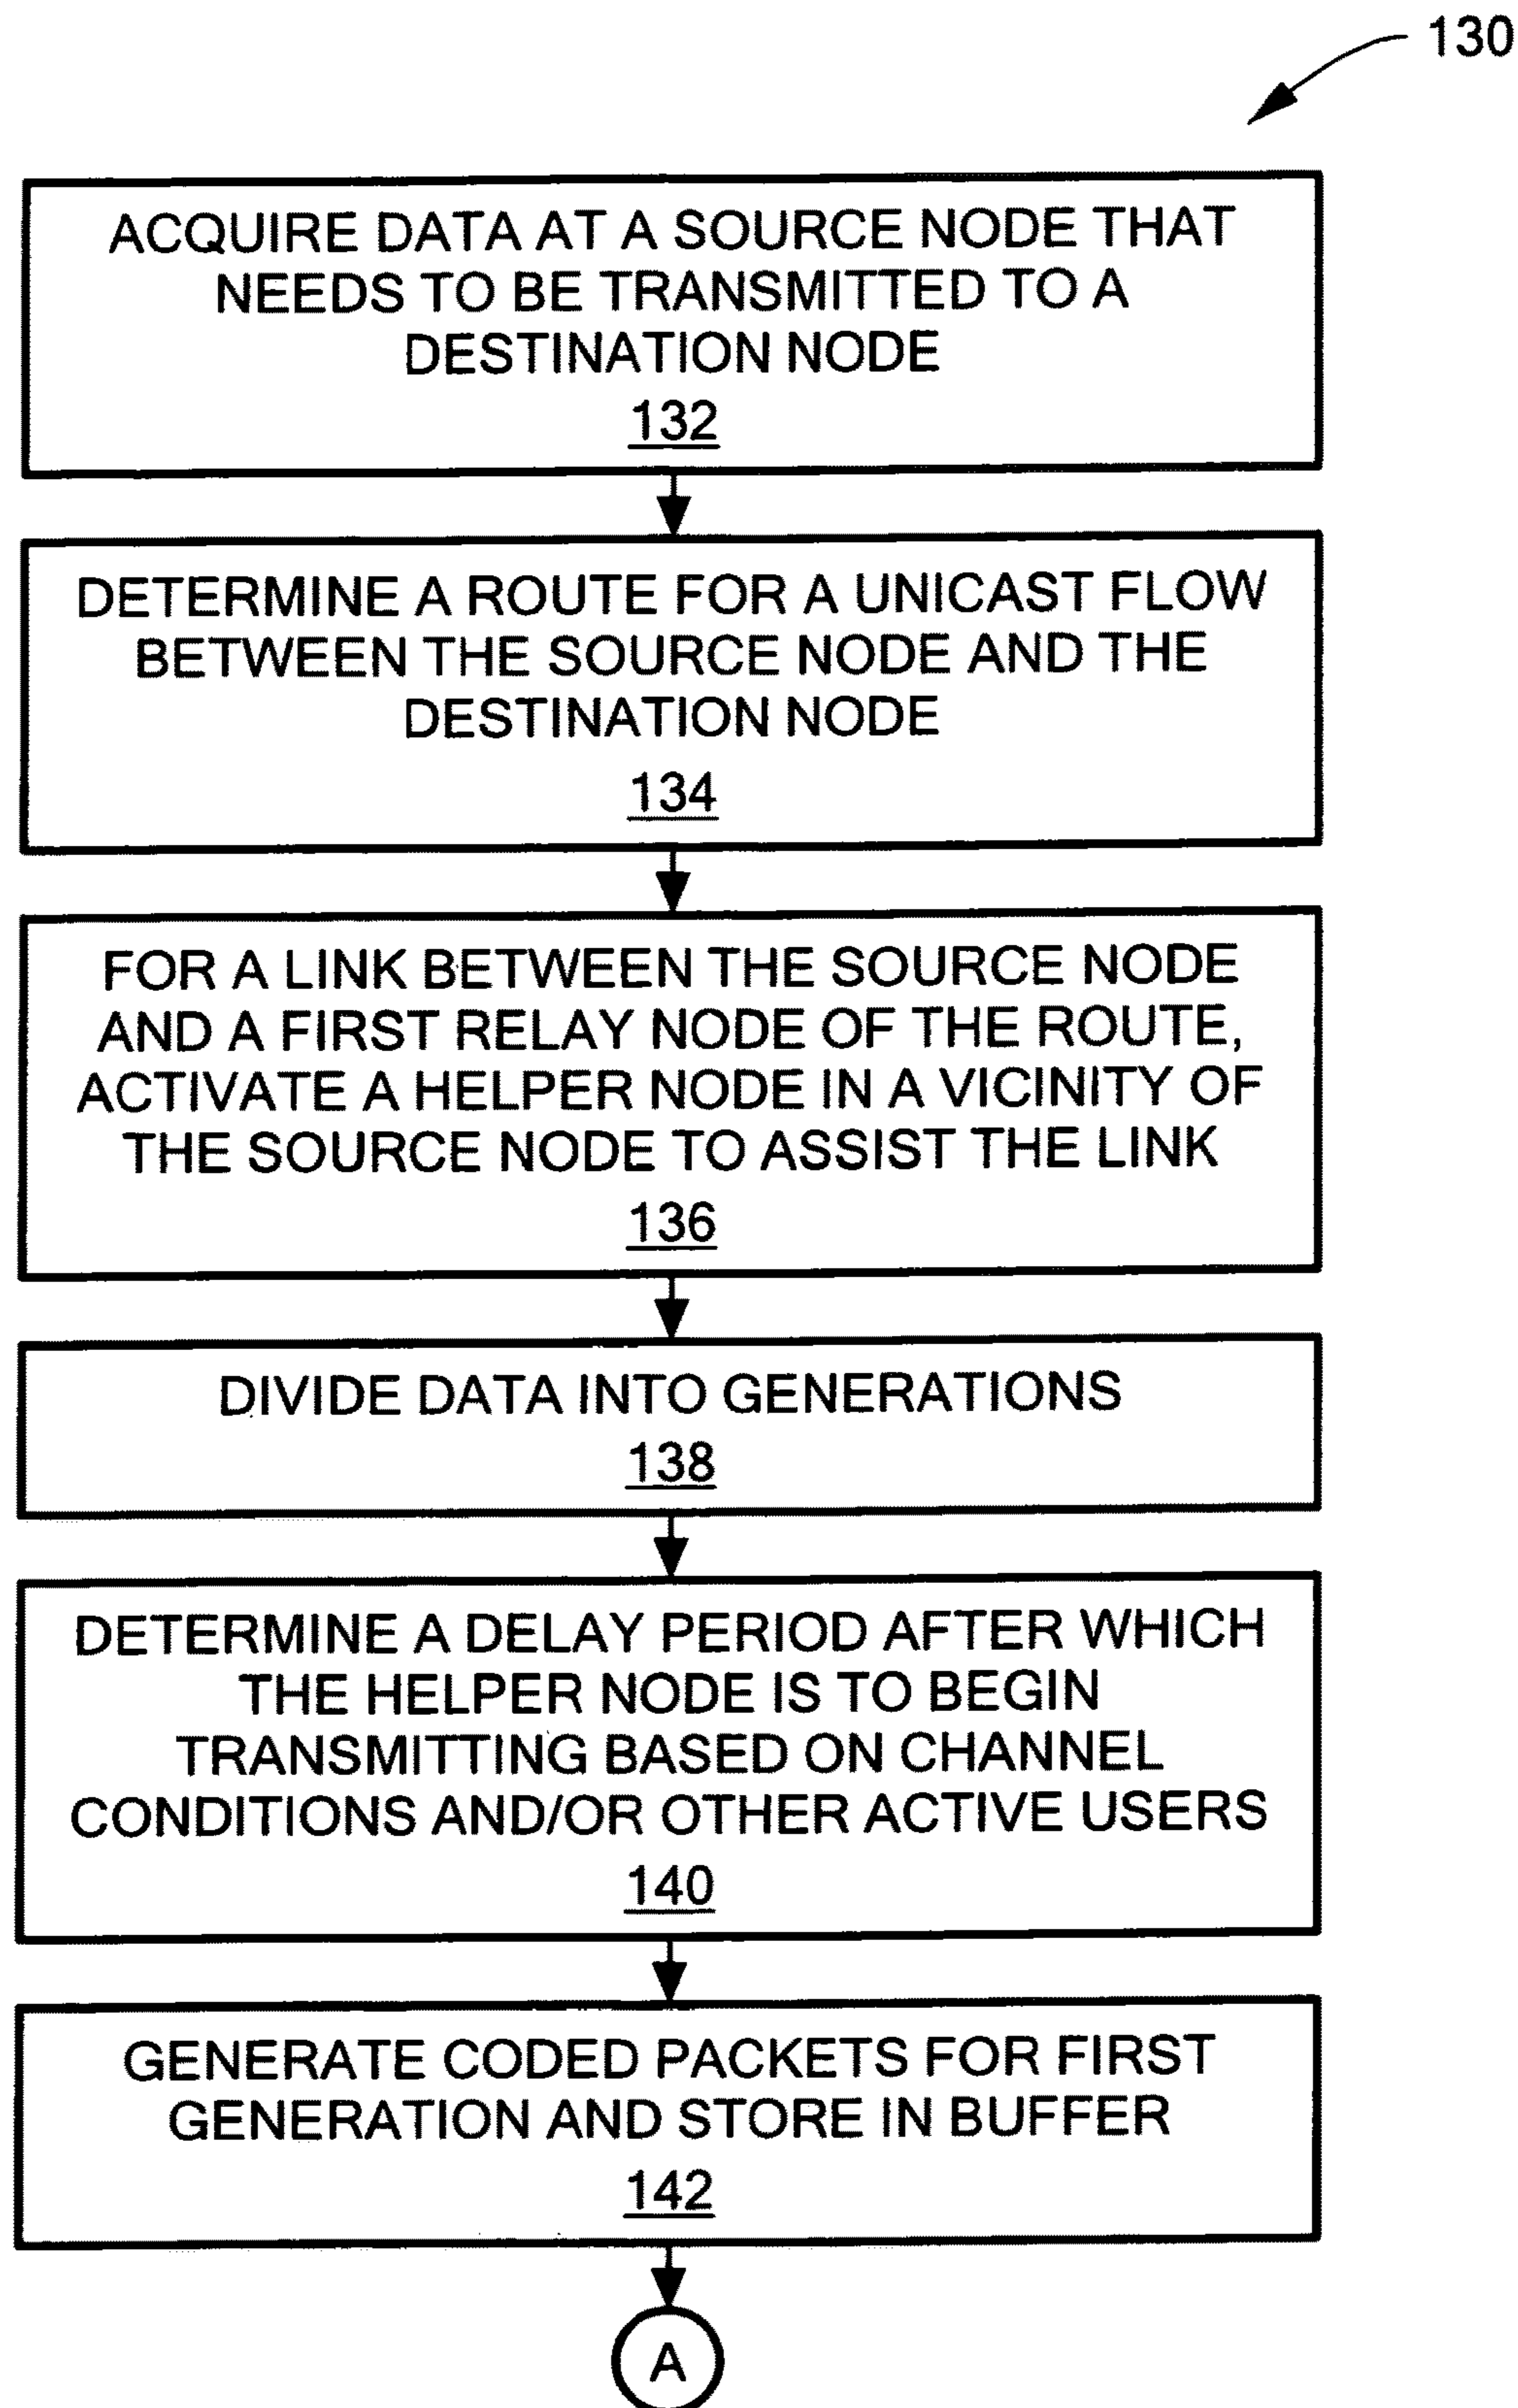 130
ACQUIRE DATA AT A SOURCE NODE THAT
NEEDS TO BE TRANSMITTED TO A
DESTINATION NODE
132
DETERMINE A ROUTE FOR A UNICAST FLOW
BETWEEN THE SOURCE NODE AND THE
DESTINATION NODE
134
FOR A LINK BETWEEN THE SOURCE NODE
AND A FIRST RELAY NODE OF THE ROUTE,
ACTIVATE A HELPER NODE IN A VICINITY OF
THE SOURCE NODE TO ASSIST THE LINK
136
DIVIDE DATA INTO GENERATIONS
138
DETERMINE A DELAY PERIOD AFTER WHICH
THE HELPER NODE IS TO BEGIN
TRANSMITTING BASED ON CHANNEL
CONDITIONS AND/OR OTHER ACTIVE USERS
140
GENERATE CODED PACKETS FOR FIRST
GENERATION AND STORE IN BUFFER
142
A